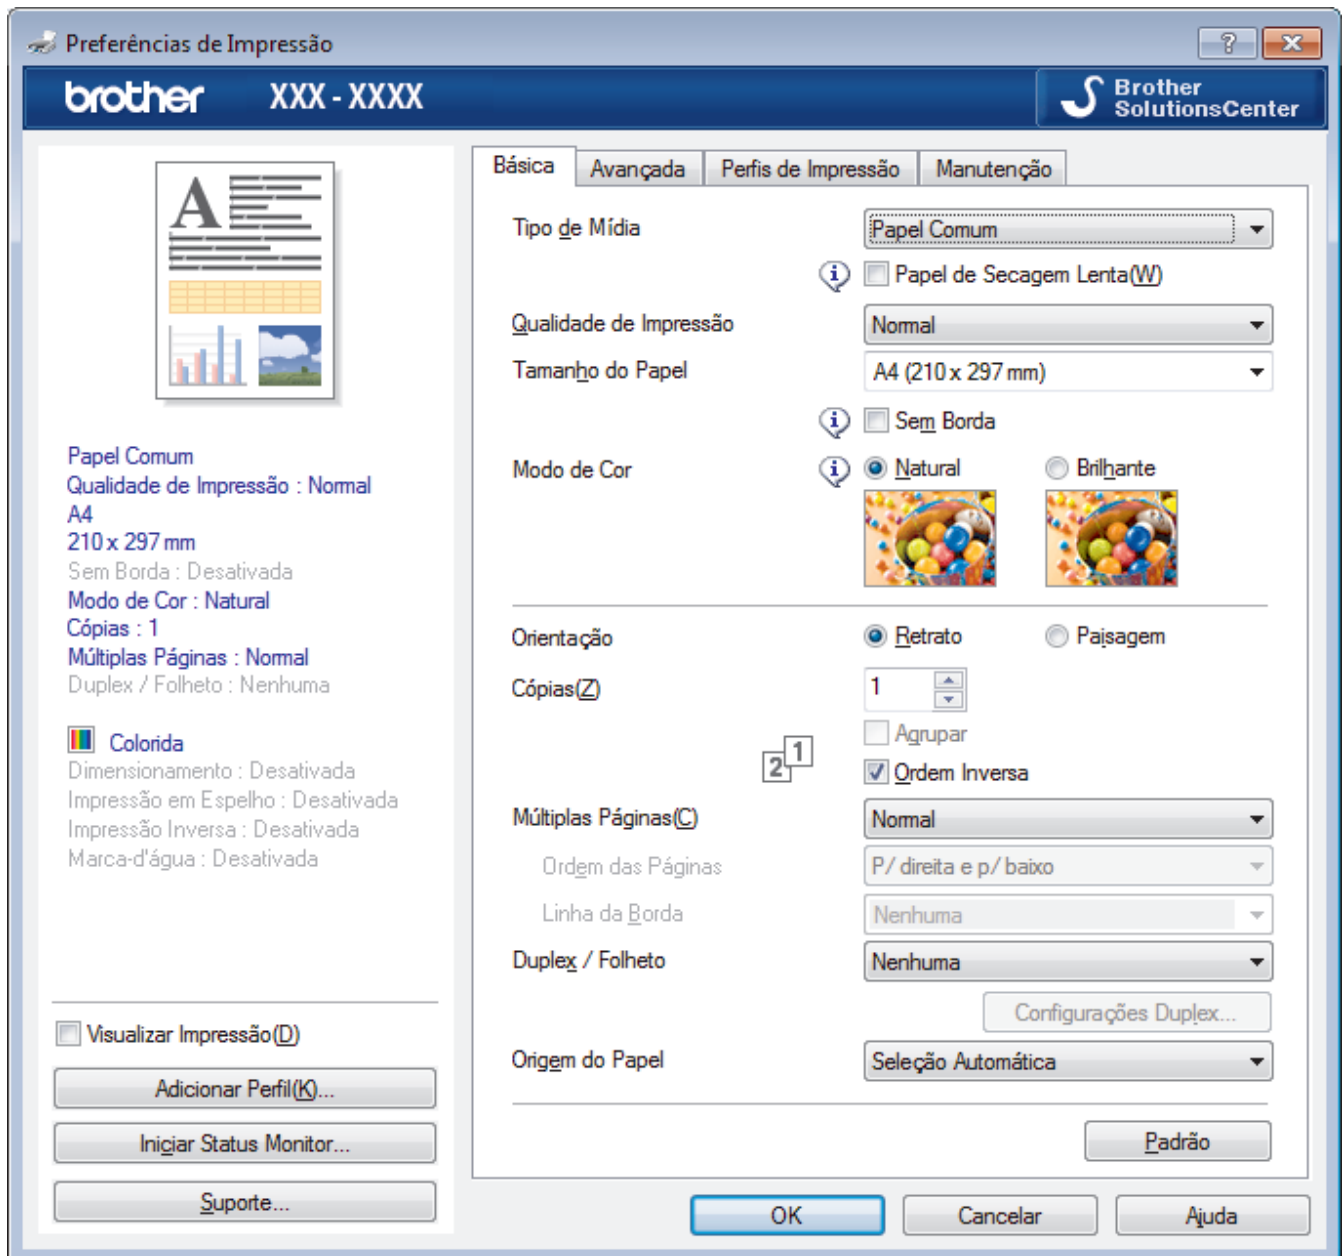 Preferências de Impressão
brother XXX - XXXX
Brother
SolutionsCenter
A
Papel Comum
Qualidade de Impressão : Normal
A4
210 x 297 mm
Sem Borda : Desativada
Modo de Cor : Natural
Cópias : 1
Múltiplas Páginas : Normal
Duplex / Folheto : Nenhuma
Colorida
Dimensionamento : Desativada
Impressão em Espelho : Desativada
Impressão Inversa : Desativada
Marca-d'água : Desativada
Visualizar Impressão(D)
Adicionar Perfil(K)...
Iniciar Status Monitor...
Suporte...
Básica Avançada Perfis de Impressão Manutenção
Tipo de Mídia Papel Comum
Papel de Secagem Lenta(W)
Qualidade de Impressão Normal
Tamanho do Papel A4 (210 x 297 mm)
Sem Borda
Modo de Cor Natural Brilhante
Orientação Retrato Paisagem
Cópias(Z) 1
Agrupar
2 1
Ordem Inversa
Múltiplas Páginas(C) Normal
Ordem das Páginas P/ direita e p/ baixo
Linha da Borda Nenhuma
Duplex / Folheto Nenhuma
Configurações Duplex...
Origem do Papel Seleção Automática
Padrão
OK Cancelar Ajuda